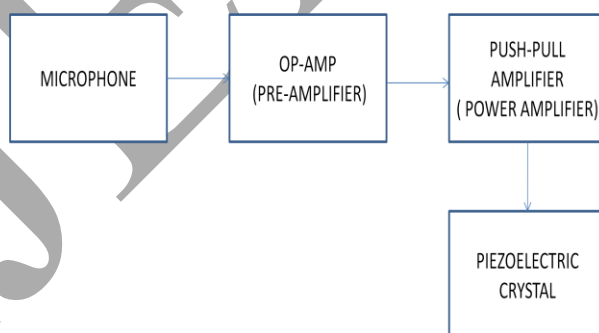 MICROPHONE
OP-AMP
(PRE-AMPLIFIER)
PUSH-PULL
AMPLIFIER
( POWER AMPLIFIER)
PIEZOELECTRIC
CRYSTAL